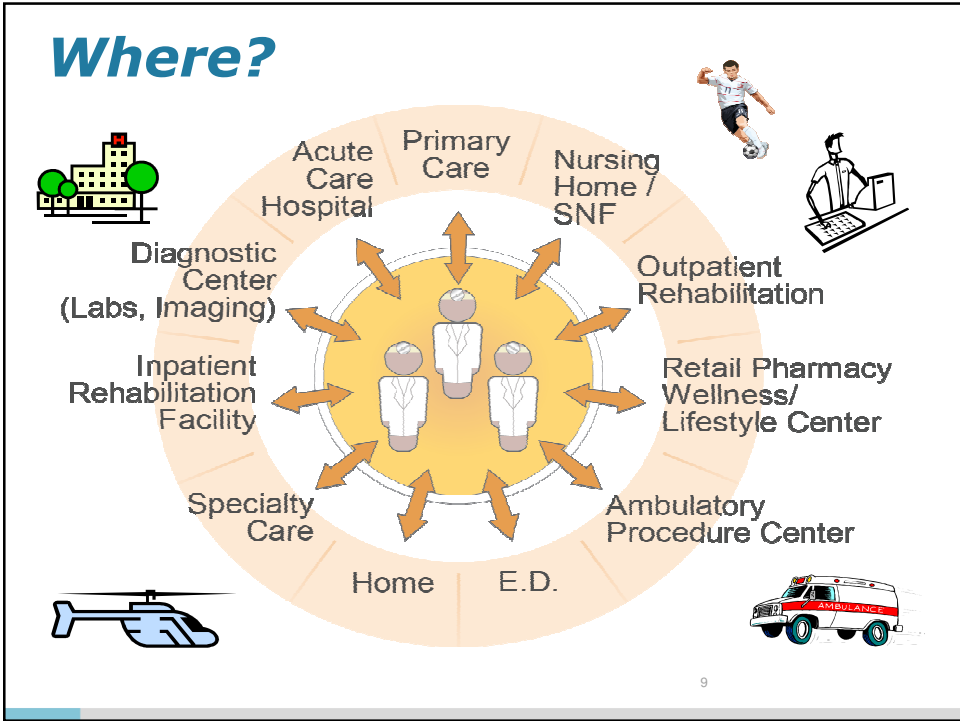 Where?
Primary
Care
Nursing
Home /
SNF
Outpatient
Rehabilitation
Retail Pharmacy
Wellness/
Lifestyle Center
Ambulatory
Procedure Center
E.D.
Home
Specialty
Care
Inpatient
Rehabilitation
Facility
Diagnostic
Center
(Labs, Imaging)
Acute
Care
Hospital
H
11
AMBULANCE
9